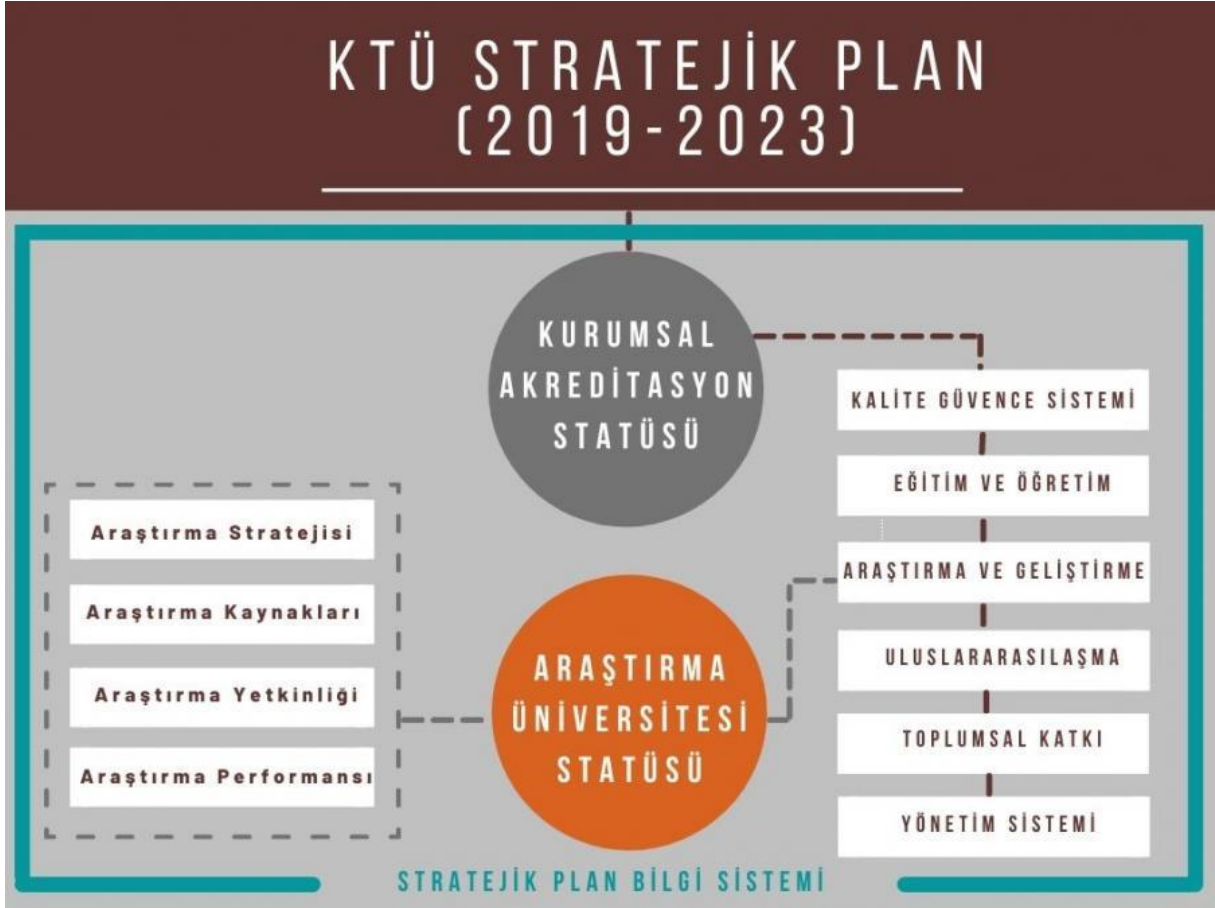 KTÜ STRATEJİK PLAN
(2019-2023)
KURUMSAL
AKREDİTASYON
STATÜSÜ
KALİTE GÜVENCE SİSTEMİ
EĞİTİM VE ÖĞRETİM
ARAŞTIRMA VE GELİŞTİRME
ULUSLARARASILAŞMA
TOPLUMSAL KATKI
YÖNETİM SİSTEMİ
ARAŞTIRMA
ÜNİVERSİTESİ
STATÜSÜ
Araştırma Stratejisi
Araştırma Kaynakları
Araştırma Yetkinliği
Araştırma Performansı
STRATEJİK PLAN BİLGİ SİSTEMİ